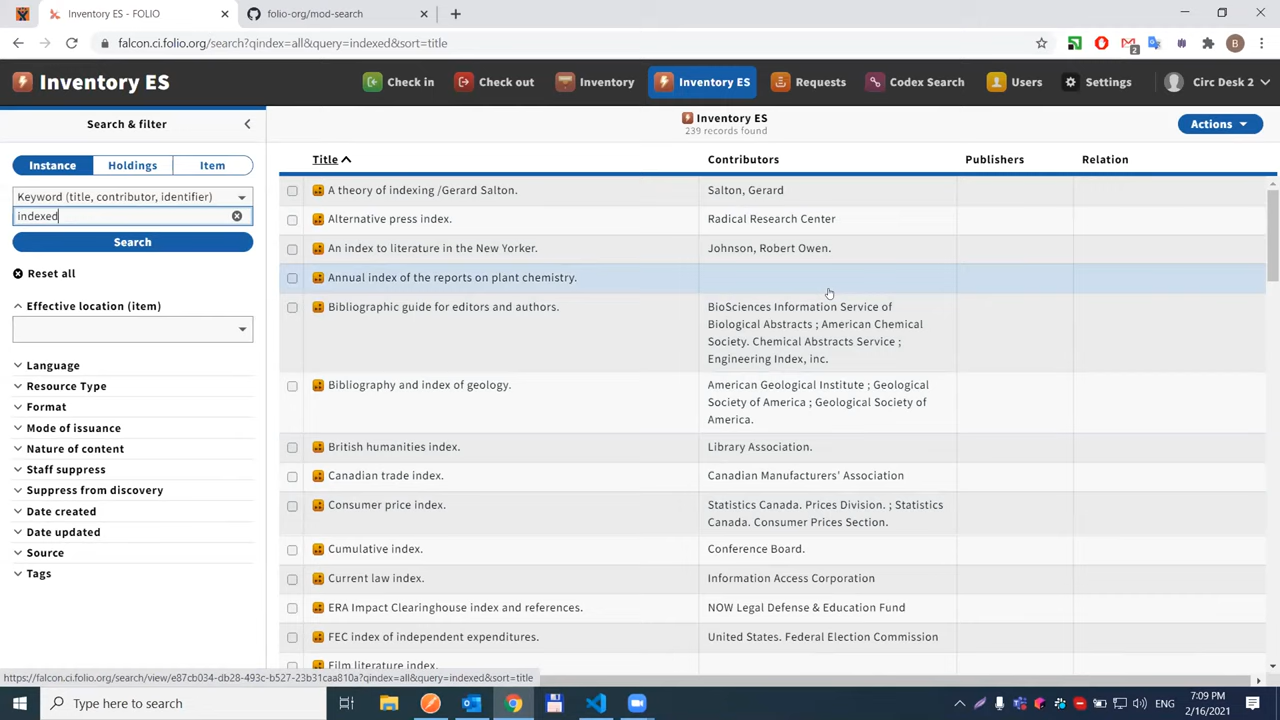 Inventory ES - FOLIO
folio-org/mod-search
falcon.ci.folio.org/search?qindex=all&query=indexed&sort=title
2
B
Inventory ES
Check in
Check out
Inventory
Inventory ES
Requests
Codex Search
Users
Settings
Circ Desk 2
Search & filter
Inventory ES
239 records found
Actions
Instance
Holdings
Item
Keyword (title, contributor, identifier)
indexed
Search
Reset all
Effective location (item)
Language
Resource Type
Format
Mode of issuance
Nature of content
Staff suppress
Suppress from discovery
Date created
Date updated
Source
Tags
Title Contributors Publishers Relation
A theory of indexing /Gerard Salton. Salton, Gerard
Alternative press index. Radical Research Center
An index to literature in the New Yorker. Johnson, Robert Owen.
Annual index of the reports on plant chemistry.
Bibliographic guide for editors and authors. BioSciences Information Service of
Biological Abstracts ; American Chemical
Society. Chemical Abstracts Service ;
Engineering Index, inc.
Bibliography and index of geology. American Geological Institute ; Geological
Society of America ; Geological Society of
America.
British humanities index. Library Association.
Canadian trade index. Canadian Manufacturers' Association
Consumer price index. Statistics Canada. Prices Division. ; Statistics
Canada. Consumer Prices Section.
Cumulative index. Conference Board.
Current law index. Information Access Corporation
ERA Impact Clearinghouse index and references. NOW Legal Defense & Education Fund
FEC index of independent expenditures. United States. Federal Election Commission
Film literature index.
https://falcon.ci.folio.org/search/view/e87cb034-db28-493c-b527-23b31caa810a?qindex=all&query=indexed&sort=title
Type here to search
ENG
7:09 PM
2/16/2021